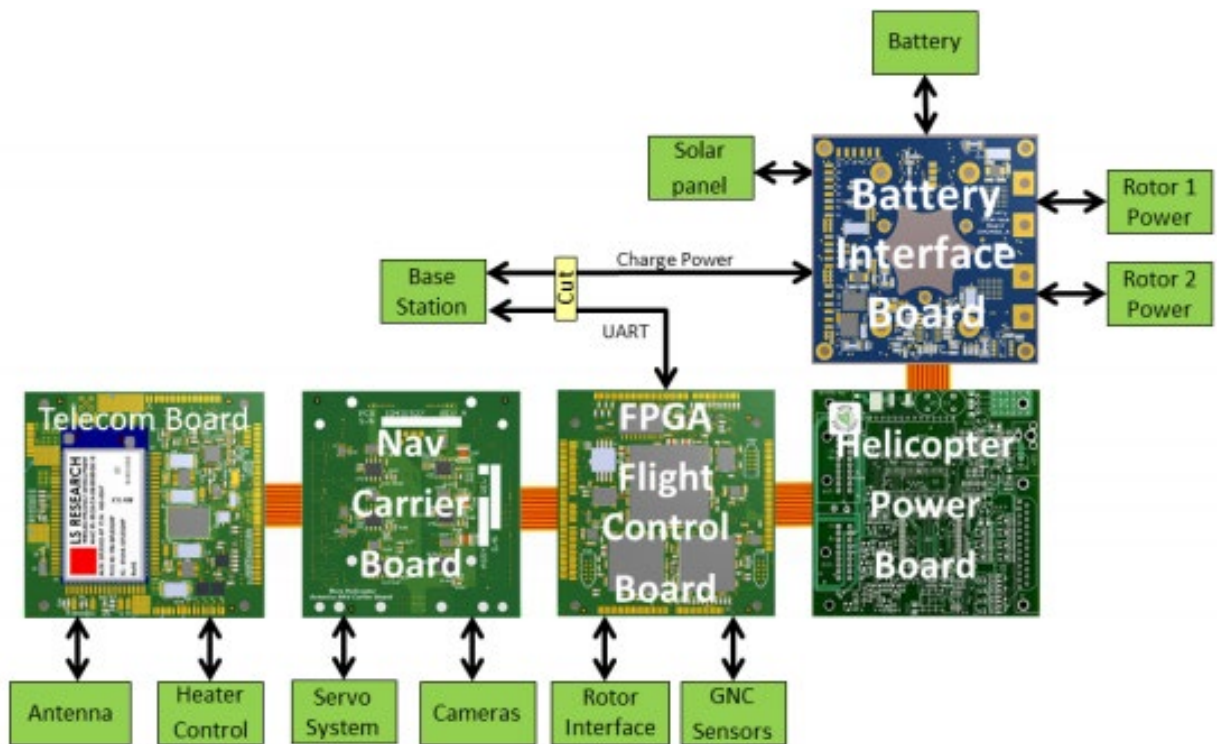 Battery
Solar
panel
Battery
Interface
Board
Rotor 1
Power
Rotor 2
Power
Base
Station
Charge Power
Cut
UART
Telecom Board
LS RESEARCH
Nav
Carrier
Board
FPGA
Flight
Control
Board
Helicopter
Power
Board
Antenna
Heater
Control
Servo
System
Cameras
Rotor
Interface
GNC
Sensors